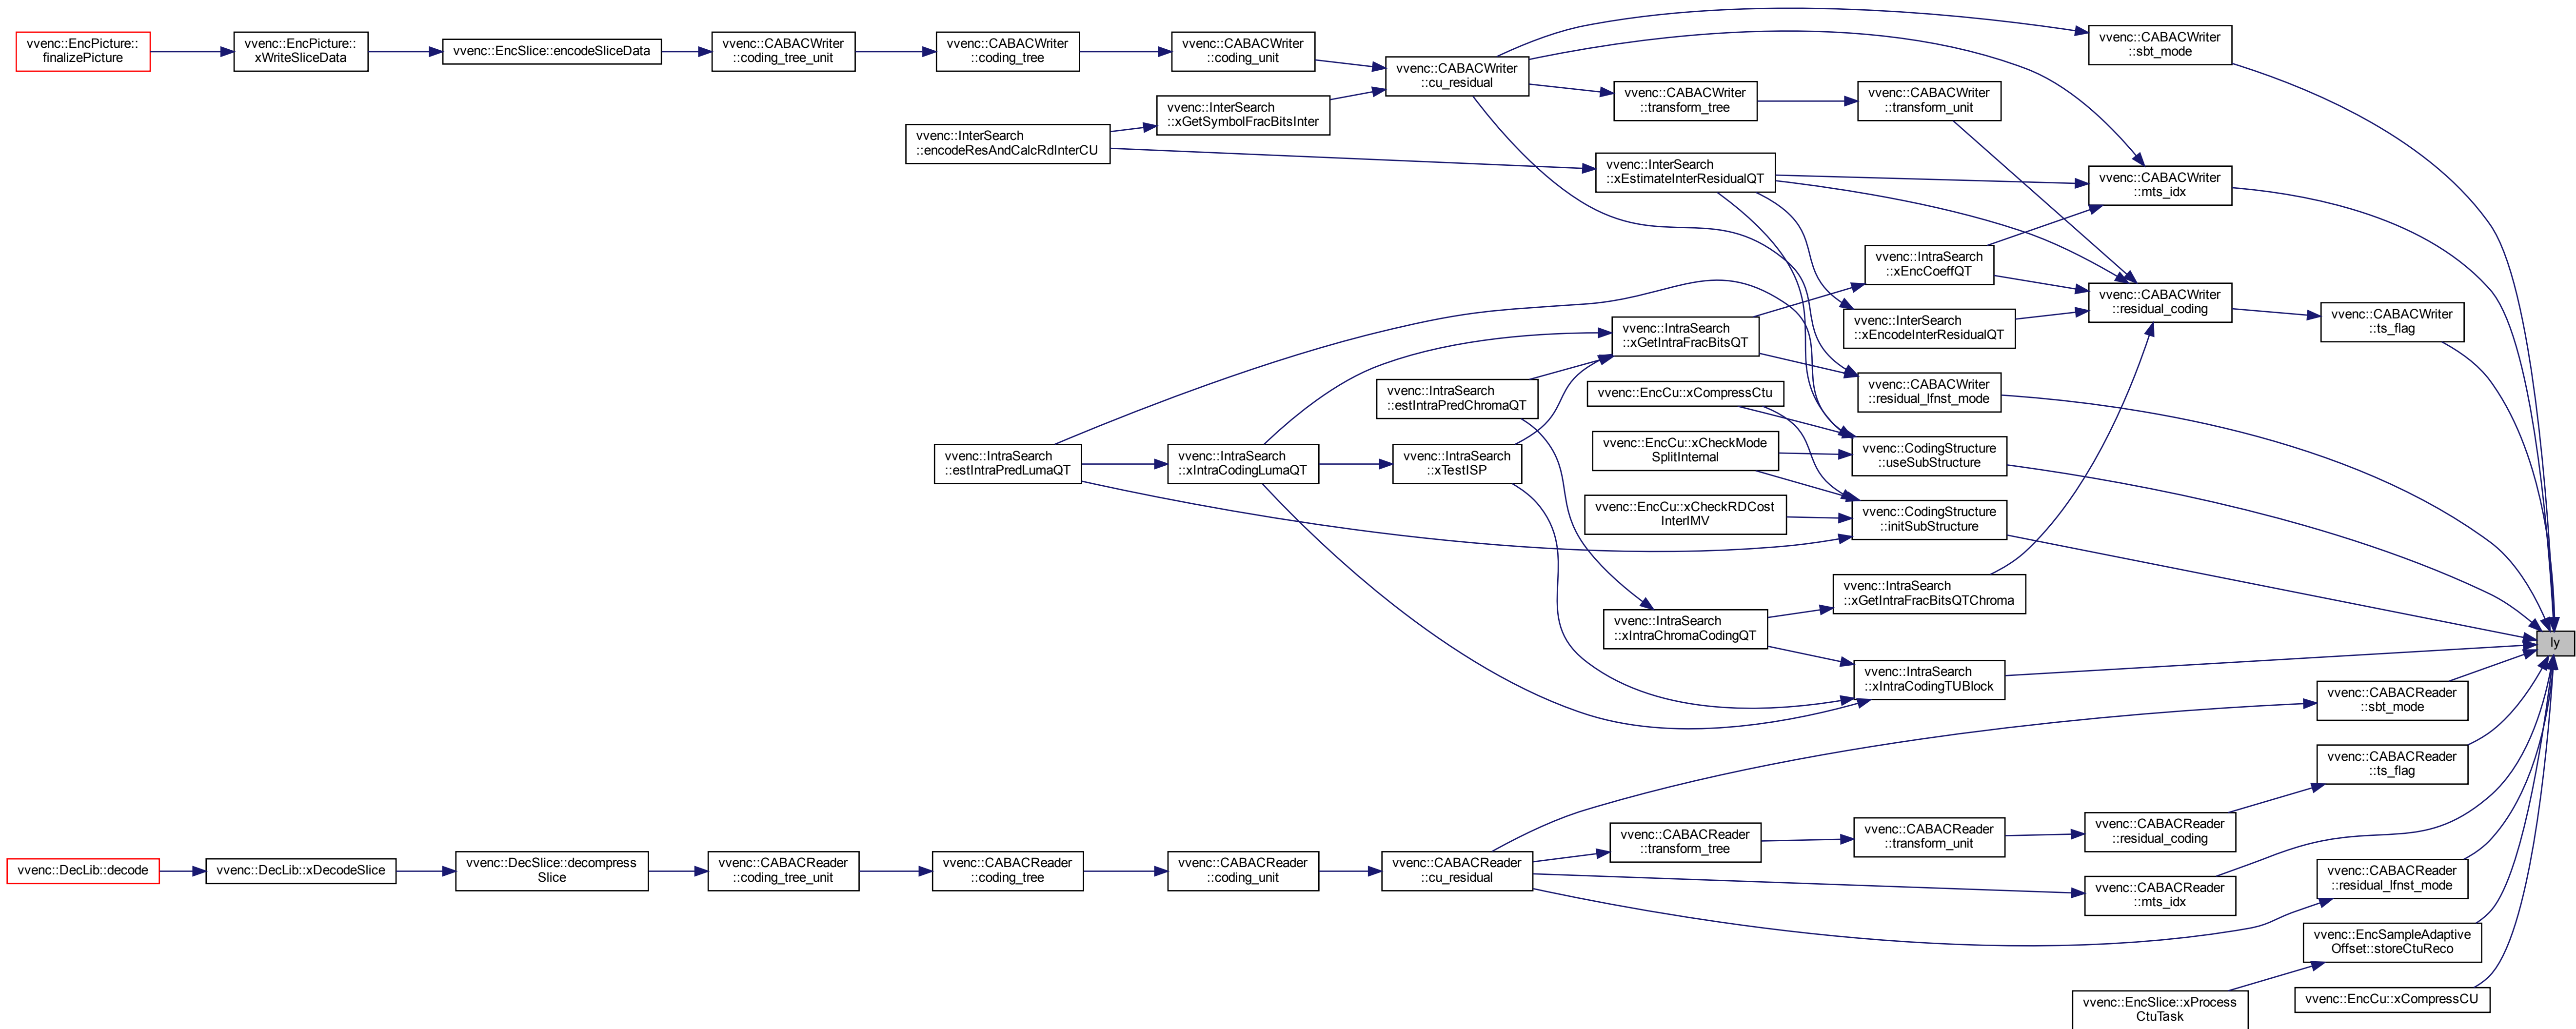 vvenc::EncPicture::
finalizePicture
vvenc::EncPicture::
xWriteSliceData
vvenc::EncSlice::encodeSliceData
vvenc::CABACWriter
::coding_tree_unit
vvenc::CABACWriter
::coding_tree
vvenc::CABACWriter
::coding_unit
vvenc::CABACWriter
::cu_residual
vvenc::CABACWriter
::sbt_mode
vvenc::InterSearch
::xGetSymbolFracBitsInter
vvenc::CABACWriter
::transform_tree
vvenc::CABACWriter
::transform_unit
vvenc::InterSearch
::encodeResAndCalcRdInterCU
vvenc::InterSearch
::xEstimateInterResidualQT
vvenc::CABACWriter
::mts_idx
vvenc::IntraSearch
::xEncCoeffQT
vvenc::CABACWriter
::residual_coding
vvenc::CABACWriter
::ts_flag
vvenc::InterSearch
::xEncodeInterResidualQT
vvenc::IntraSearch
::xGetIntraFracBitsQT
vvenc::IntraSearch
::estIntraPredChromaQT
vvenc::EncCu::xCompressCtu
vvenc::CABACWriter
::residual_lfnst_mode
vvenc::IntraSearch
::estIntraPredLumaQT
vvenc::IntraSearch
::xIntraCodingLumaQT
vvenc::IntraSearch
::xTestISP
vvenc::EncCu::xCheckMode
SplitInternal
vvenc::CodingStructure
::useSubStructure
vvenc::EncCu::xCheckRDCost
InterIMV
vvenc::CodingStructure
::initSubStructure
vvenc::IntraSearch
::xGetIntraFracBitsQTChroma
vvenc::IntraSearch
::xIntraChromaCodingQT
ly
vvenc::IntraSearch
::xIntraCodingTUBlock
vvenc::CABACReader
::sbt_mode
vvenc::CABACReader
::ts_flag
vvenc::CABACReader
::residual_coding
vvenc::CABACReader
::transform_unit
vvenc::CABACReader
::transform_tree
vvenc::DecLib::decode
vvenc::DecLib::xDecodeSlice
vvenc::DecSlice::decompress
Slice
vvenc::CABACReader
::coding_tree_unit
vvenc::CABACReader
::coding_tree
vvenc::CABACReader
::coding_unit
vvenc::CABACReader
::cu_residual
vvenc::CABACReader
::mts_idx
vvenc::CABACReader
::residual_lfnst_mode
vvenc::EncSampleAdaptive
Offset::storeCtuReco
vvenc::EncSlice::xProcess
CtuTask
vvenc::EncCu::xCompressCU